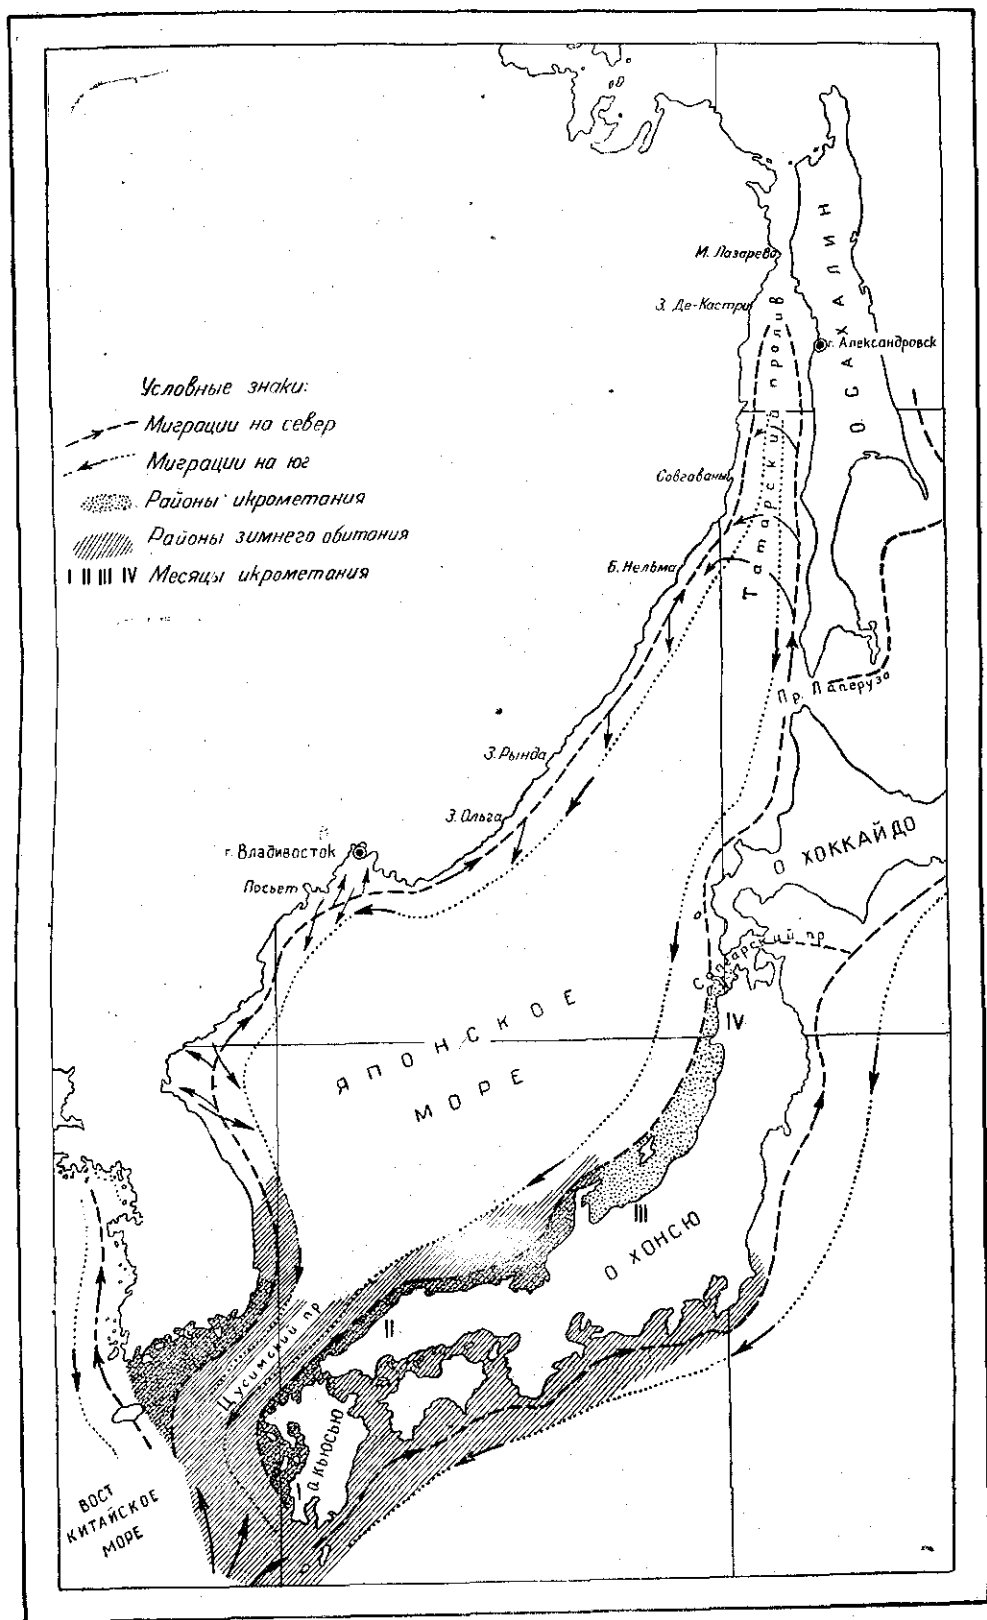 М. Лазарева
З. Де-Кастри
г. Александровск
О. САХАЛИН
Татарский пролив
Условные знаки:
Миграции на север
Миграции на юг
Районы икрометания
Районы зимнего обитания
I II III IV Месяцы икрометания
Совгавань
Б. Нельма
Пр. Лаперуза
З. Рында
З. Ольга
г. Владивосток
Посьет
О ХОККАЙДО
Сангарский пр
IV
ЯПОНСКОЕ
МОРЕ
III
О ХОНСЮ
II
Цусимский пр
I
О КЬЮСЬЮ
ВОСТ
КИТАЙСКОЕ
МОРЕ